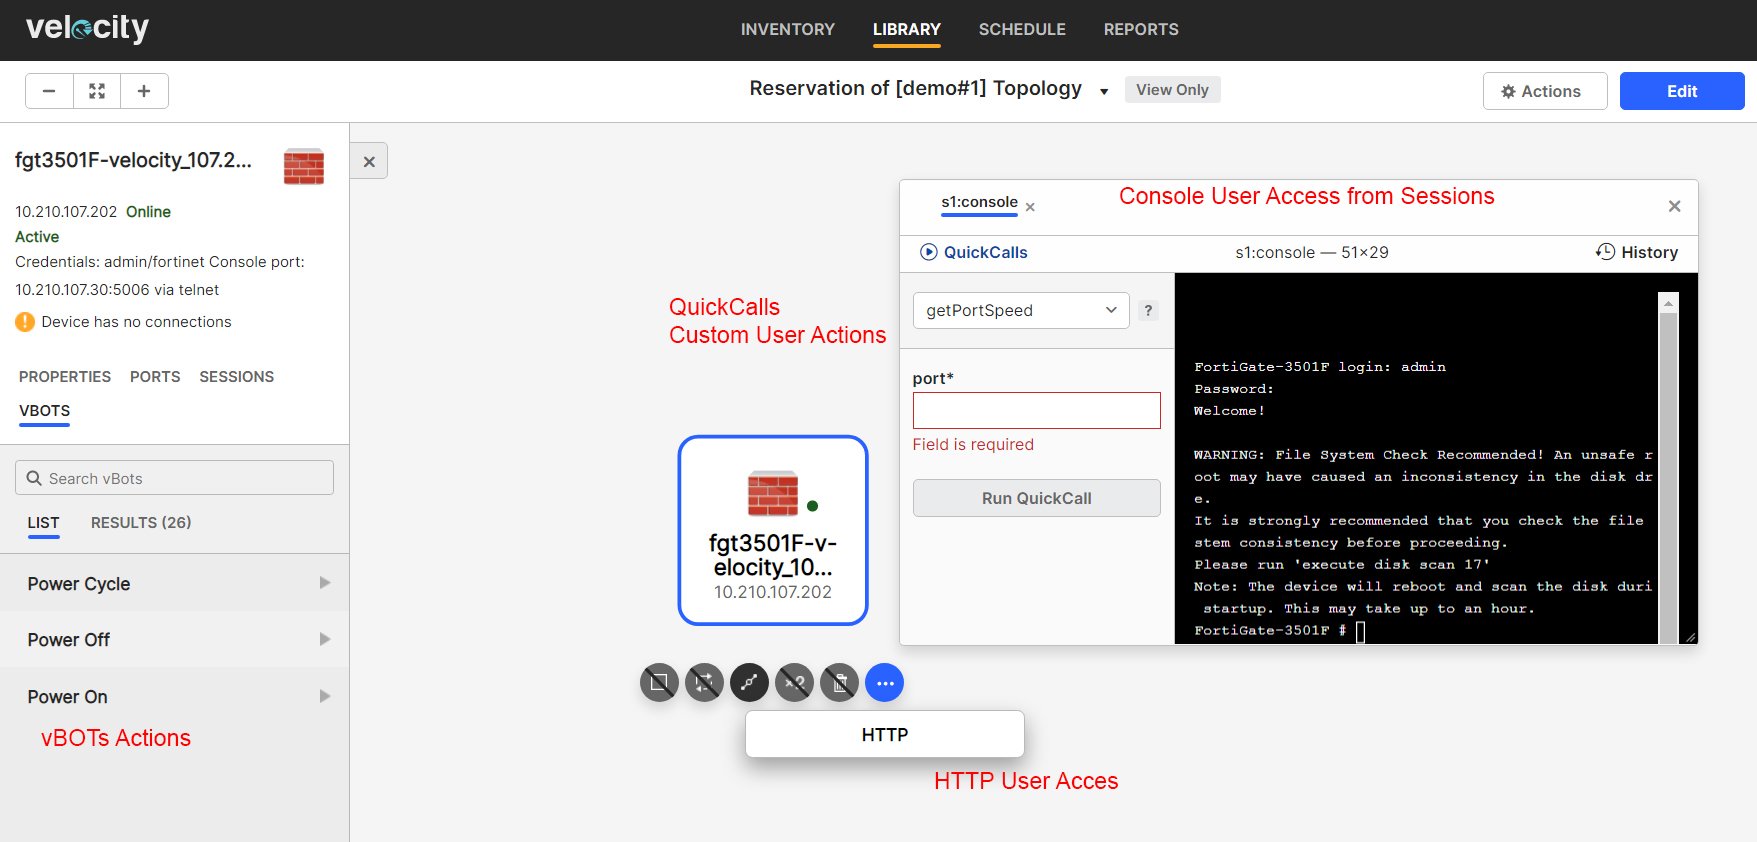 velocity
INVENTORY LIBRARY SCHEDULE REPORTS
Reservation of [demo#1] Topology View Only
Actions
Edit
fgt3501F-velocity_107.2...
10.210.107.202 Online
Active
Credentials: admin/fortinet Console port:
10.210.107.30:5006 via telnet
Device has no connections
PROPERTIES PORTS SESSIONS
VBOTS
Search vBots
LIST RESULTS (26)
Power Cycle
Power Off
Power On
vBOTs Actions
QuickCalls
Custom User Actions
fgt3501F-v-
elocity_10...
10.210.107.202
×?
HTTP
HTTP User Acces
s1:console
Console User Access from Sessions
QuickCalls
s1:console — 51×29
History
getPortSpeed
?
port*
Field is required
Run QuickCall
FortiGate-3501F login: admin
Password:
Welcome!
WARNING: File System Check Recommended! An unsafe r
oot may have caused an inconsistency in the disk dr
e.
It is strongly recommended that you check the file
stem consistency before proceeding.
Please run 'execute disk scan 17'
Note: The device will reboot and scan the disk duri
startup. This may take up to an hour.
FortiGate-3501F #